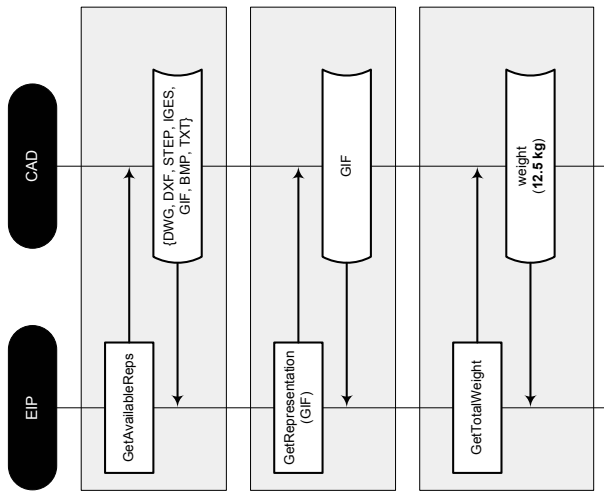 EIP
CAD
GetAvailableReps
{DWG, DXF, STEP, IGES,
GIF, BMP, TXT}
GetRepresentation
(GIF)
GIF
GetTotalWeight
weight
(12.5 kg)